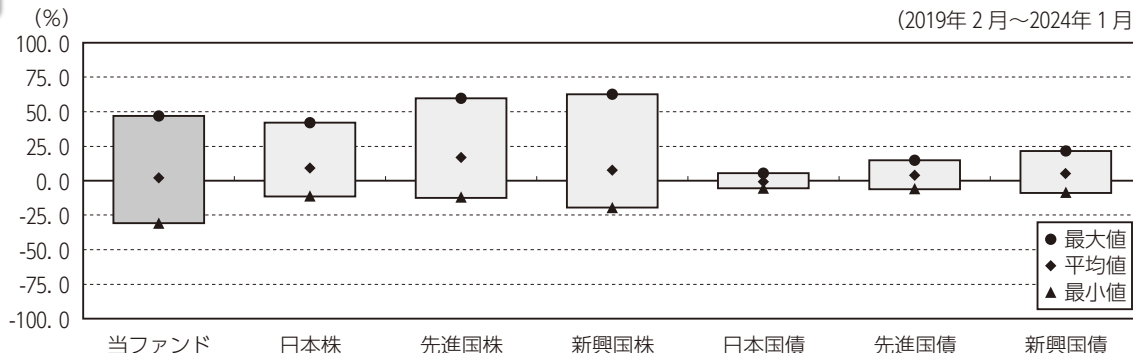 (%)
(2019年2月～2024年1月
100.0
75.0
50.0
25.0
0.0
-25.0
-50.0
-75.0
-100.0
● 最大値
◆ 平均値
▲ 最小値
当ファンド 日本株 先進国株 新興国株 日本国債 先進国債 新興国債